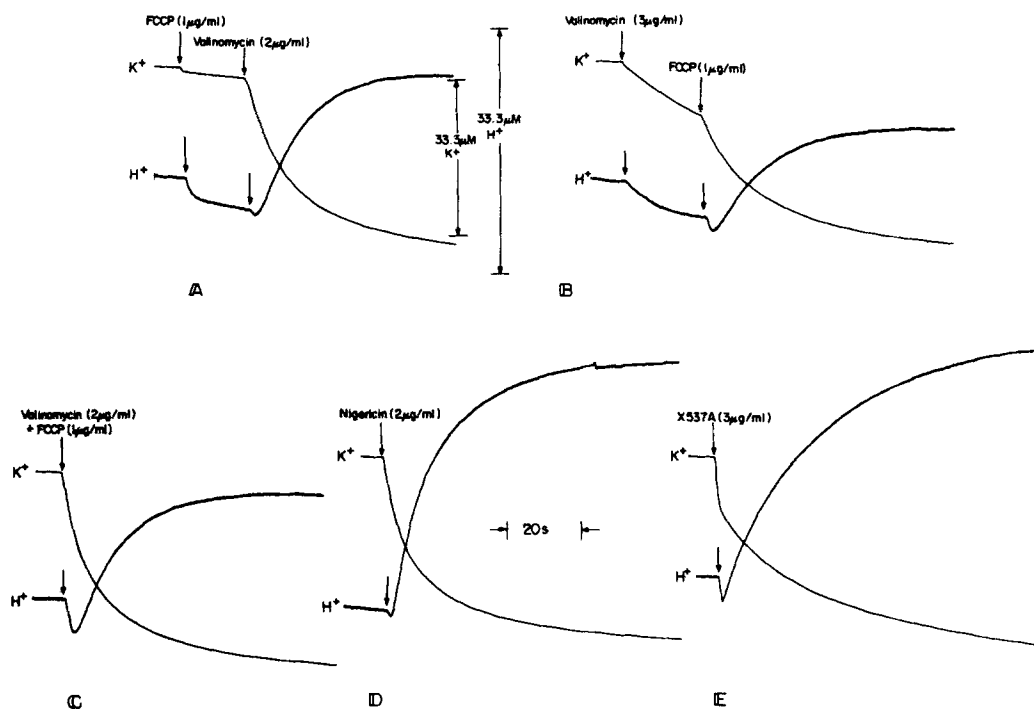 FCCP (1μg/ml)
Valinomycin (2μg/ml)
K+
H+
33.3μM
K+
33.3μM
H+
A
Valinomycin (3μg/ml)
FCCP (1μg/ml)
K+
H+
B
Valinomycin (2μg/ml)
+ FCCP (1μg/ml)
K+
H+
C
Nigericin (2μg/ml)
K+
H+
20s
D
X537A (3μg/ml)
K+
H+
E